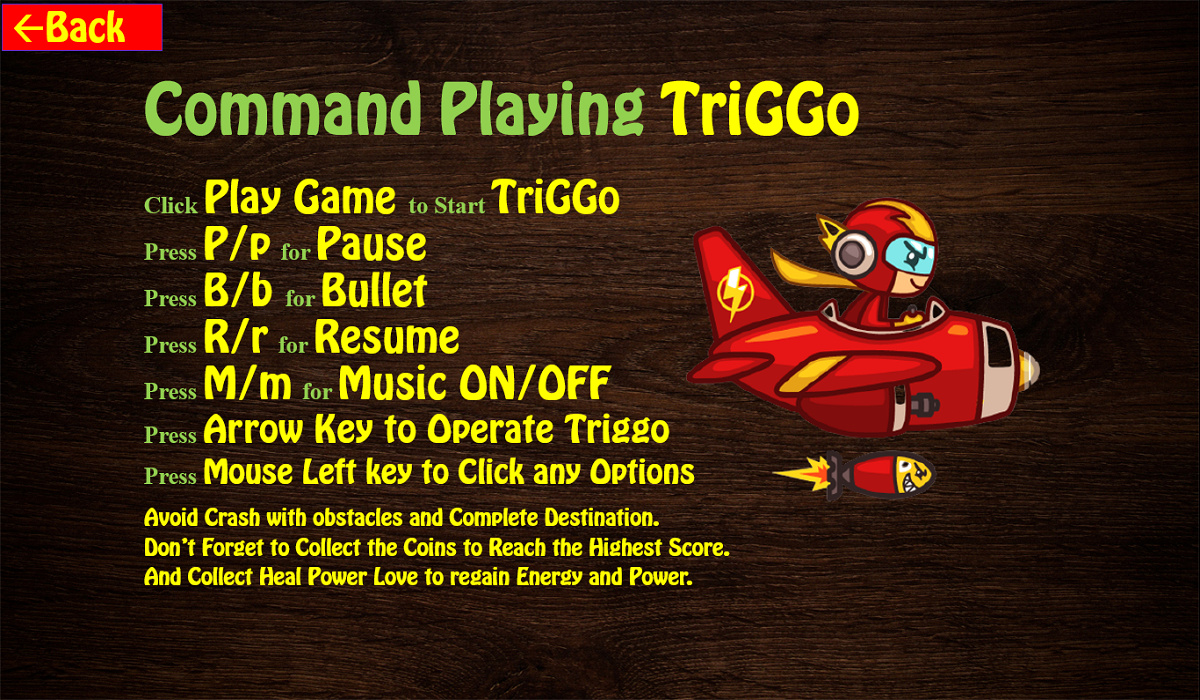 ←Back
Command Playing TriGGo
Click Play Game to Start TriGGo
Press P/p for Pause
Press B/b for Bullet
Press R/r for Resume
Press M/m for Music ON/OFF
Press Arrow Key to Operate Triggo
Press Mouse Left key to Click any Options
Avoid Crash with obstacles and Complete Destination.
Don't Forget to Collect the Coins to Reach the Highest Score.
And Collect Heal Power Love to regain Energy and Power.